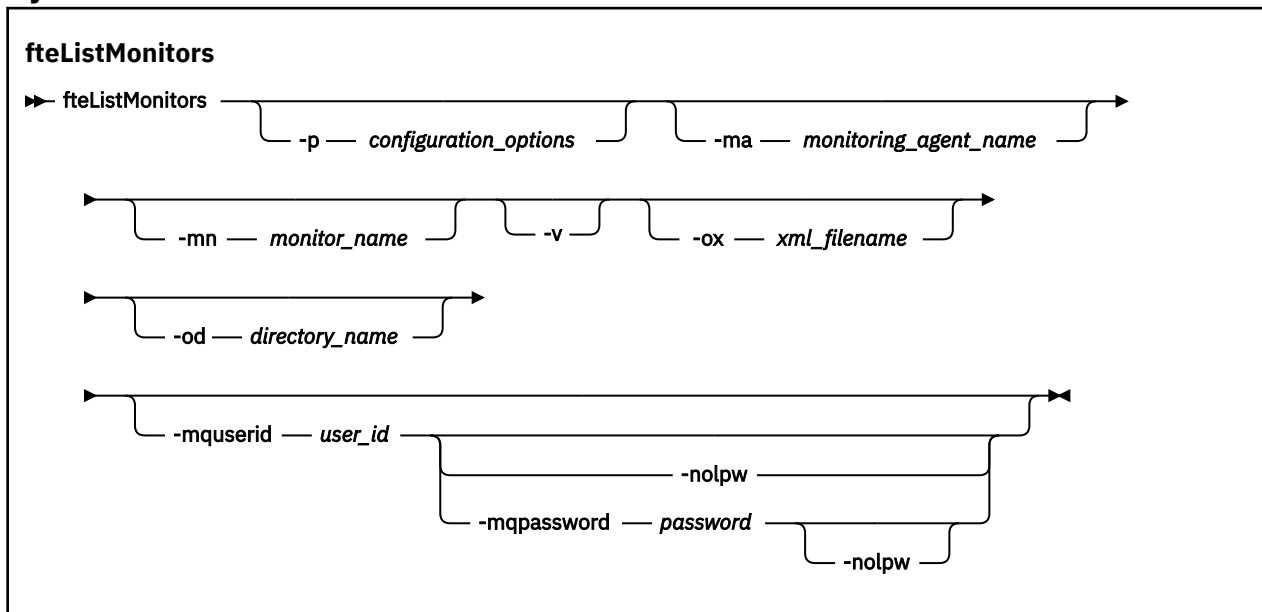 fteListMonitors
fteListMonitors -p configuration_options -ma monitoring_agent_name
-mn monitor_name -v -ox xml_filename
-od directory_name
-mquserid user_id
-nolpw
-mqpassword password
-nolpw